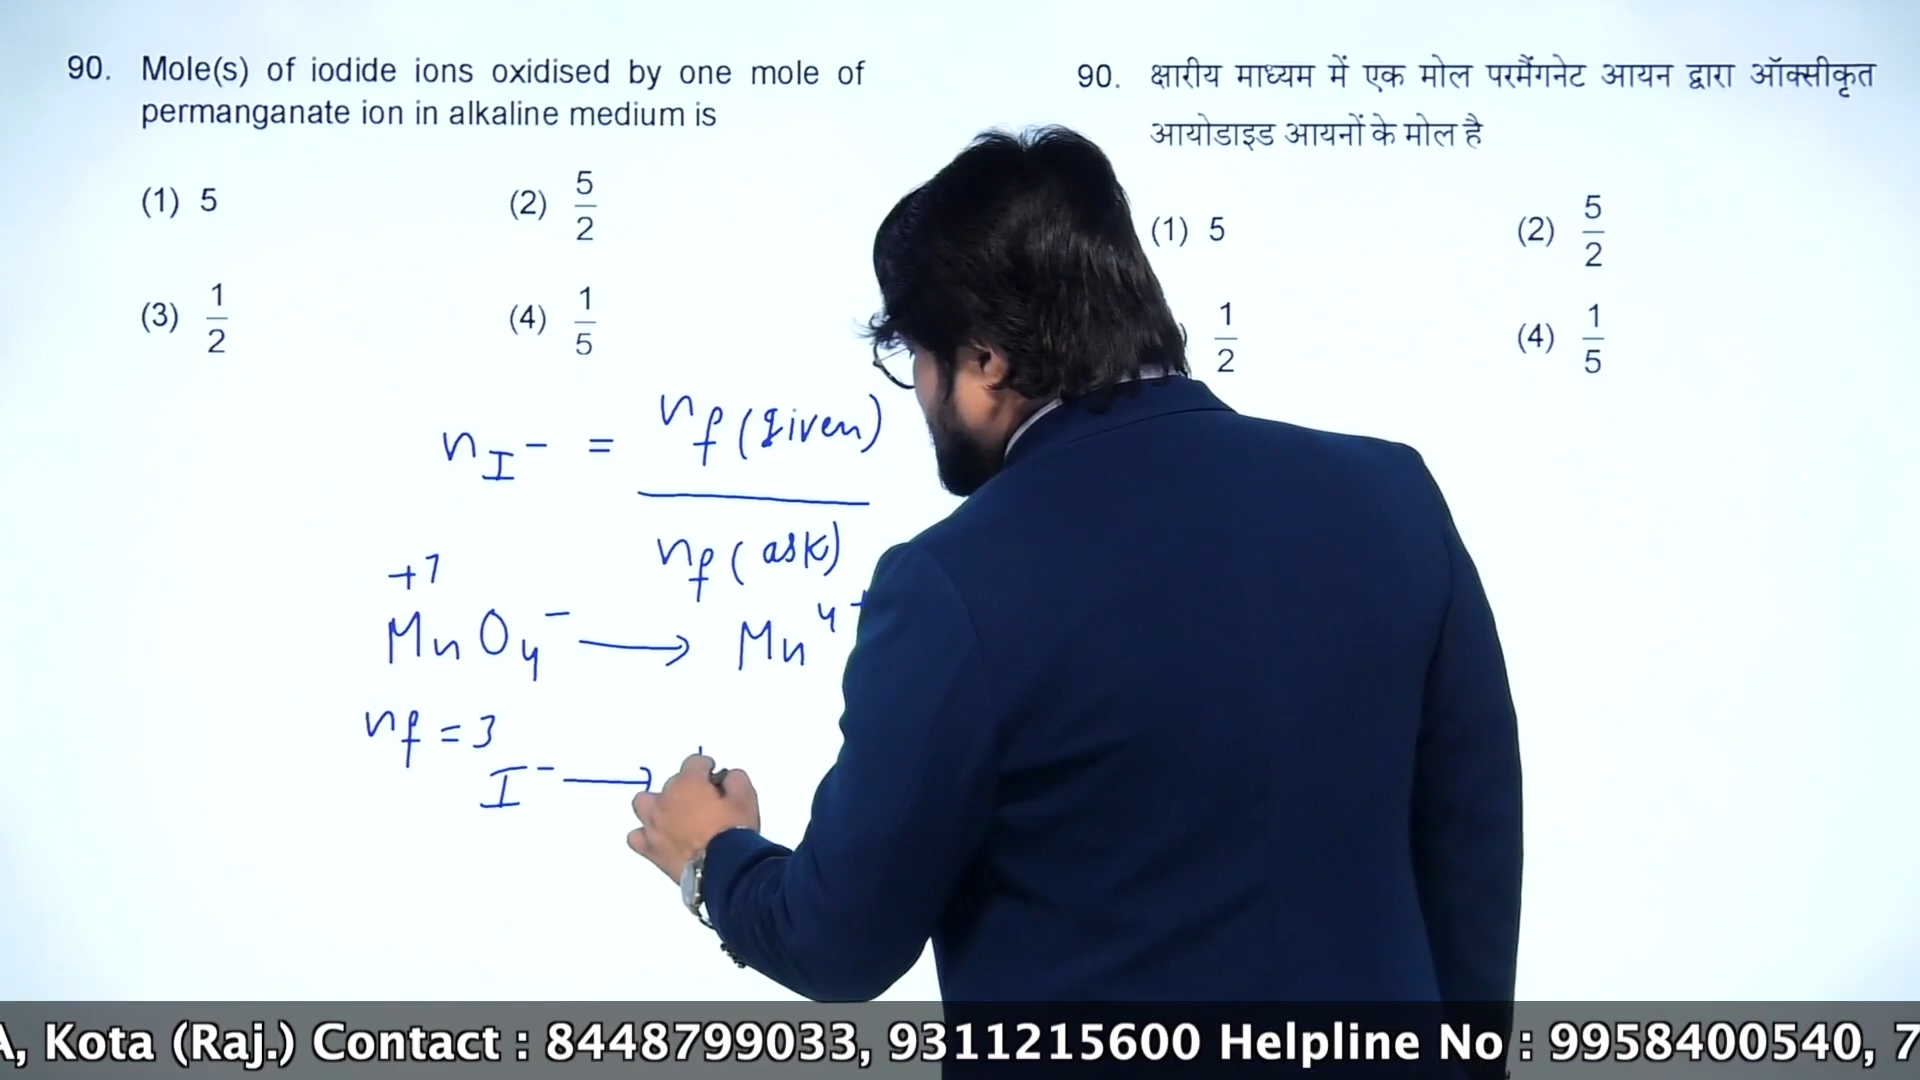 90. Mole(s) of iodide ions oxidised by one mole of
permanganate ion in alkaline medium is
(1) 5
(2) 5/2
(3) 1/2
(4) 1/5
90. क्षारीय माध्यम में एक मोल परमैंगनेट आयन द्वारा ऑक्सीकृत
आयोडाइड आयनों के मोल है
(1) 5
(2) 5/2
) 1/2
(4) 1/5
n I⁻ = nf (given) / nf (ask)
+7
MnO₄⁻ ⟶ Mn⁴⁺
nf = 3
I⁻ ⟶
A, Kota (Raj.) Contact : 8448799033, 9311215600 Helpline No : 9958400540, 7